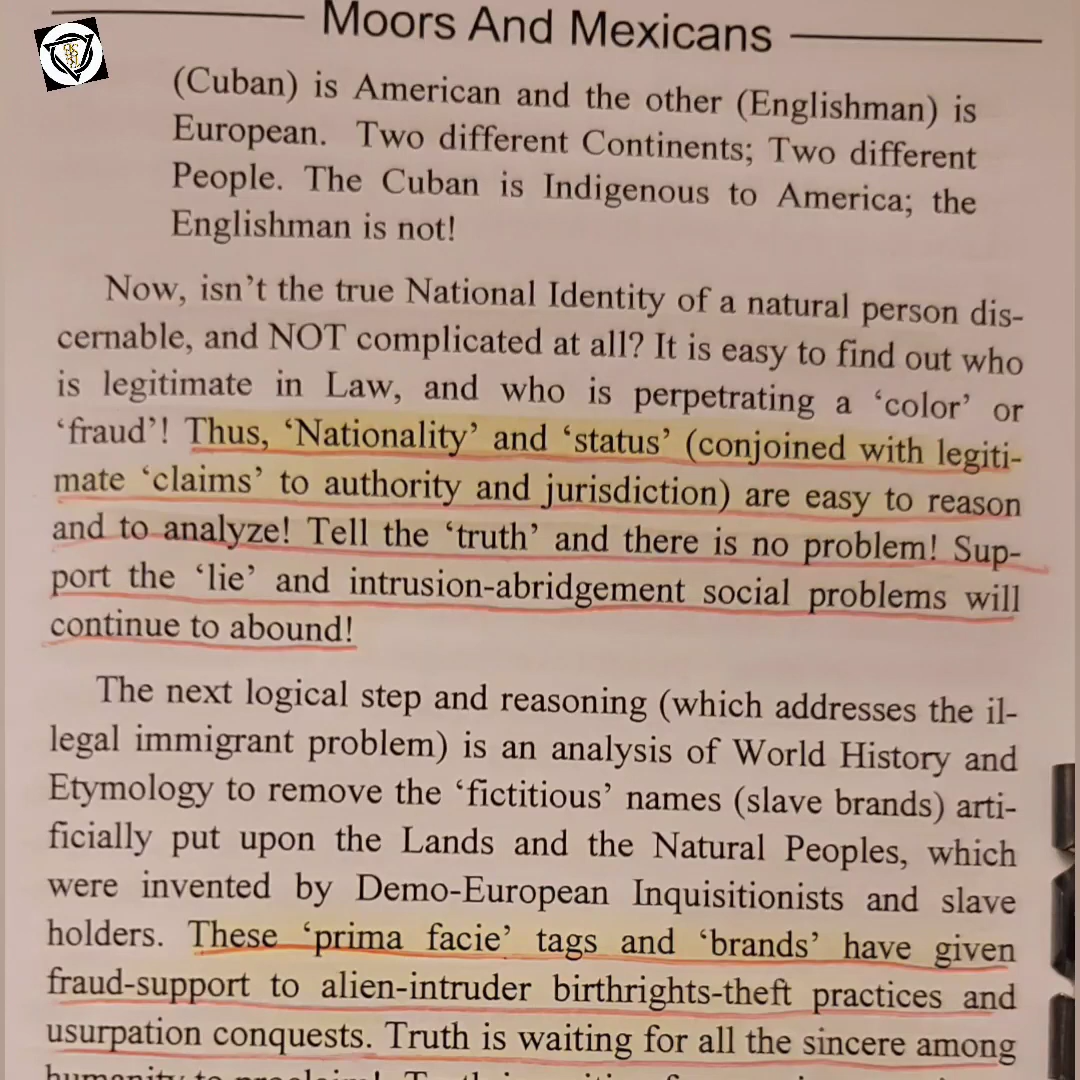 Moors And Mexicans
(Cuban) is American and the other (Englishman) is
European. Two different Continents; Two different
People. The Cuban is Indigenous to America; the
Englishman is not!
Now, isn't the true National Identity of a natural person dis-
cernable, and NOT complicated at all? It is easy to find out who
is legitimate in Law, and who is perpetrating a 'color' or
'fraud'! Thus, 'Nationality' and 'status' (conjoined with legiti-
mate 'claims' to authority and jurisdiction) are easy to reason
and to analyze! Tell the 'truth' and there is no problem! Sup-
port the 'lie' and intrusion-abridgement social problems will
continue to abound!
The next logical step and reasoning (which addresses the il-
legal immigrant problem) is an analysis of World History and
Etymology to remove the 'fictitious' names (slave brands) arti-
ficially put upon the Lands and the Natural Peoples, which
were invented by Demo-European Inquisitionists and slave
holders. These 'prima facie' tags and 'brands' have given
fraud-support to alien-intruder birthrights-theft practices and
usurpation conquests. Truth is waiting for all the sincere among
humanity to